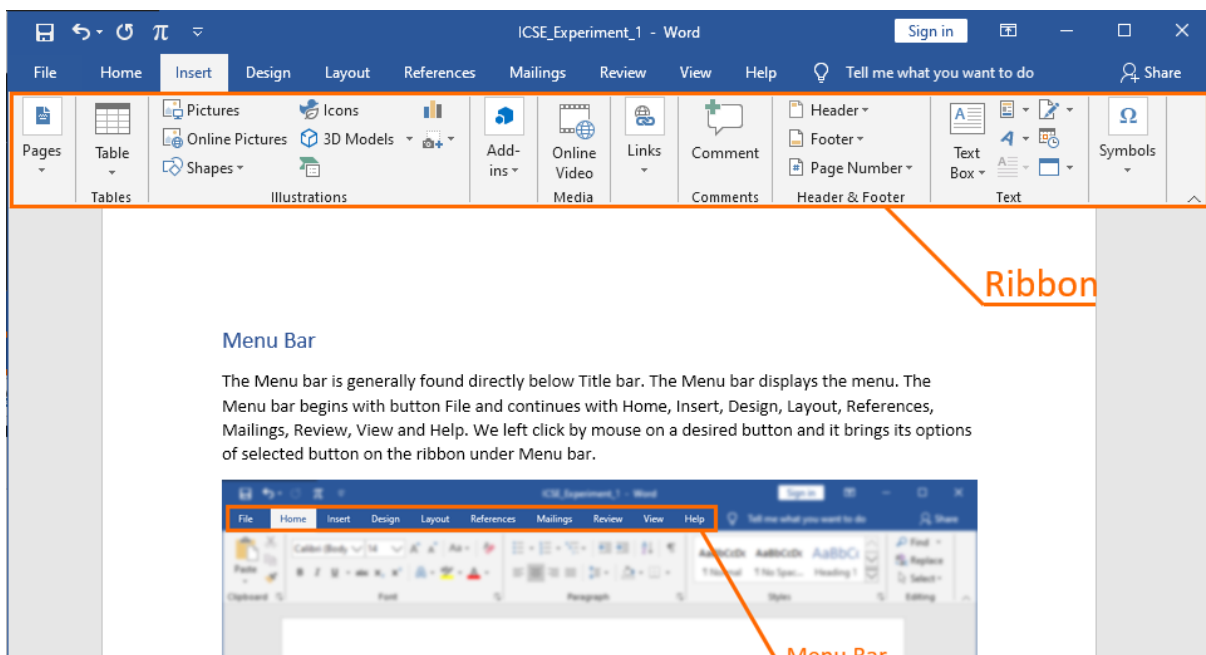 π
ICSE_Experiment_1 - Word
Sign in
File Home Insert Design Layout References Mailings Review View Help Tell me what you want to do Share
Pages
Table
Tables
Pictures
Online Pictures
Shapes
Icons
3D Models
Illustrations
Add-
ins
Online
Video
Media
Links
Comment
Comments
Header
Footer
Page Number
Header & Footer
Text
Box
Text
Ω
Symbols
Ribbon
Menu Bar
The Menu bar is generally found directly below Title bar. The Menu bar displays the menu. The
Menu bar begins with button File and continues with Home, Insert, Design, Layout, References,
Mailings, Review, View and Help. We left click by mouse on a desired button and it brings its options
of selected button on the ribbon under Menu bar.
ICSE_Experiment_1 - Word
Sign in
File Home Insert Design Layout References Mailings Review View Help Tell me what you want to do Share
Calibri (Body 14
Paste
Find
Replace
Select
Clipboard Font Paragraph Styles Editing
Menu Bar